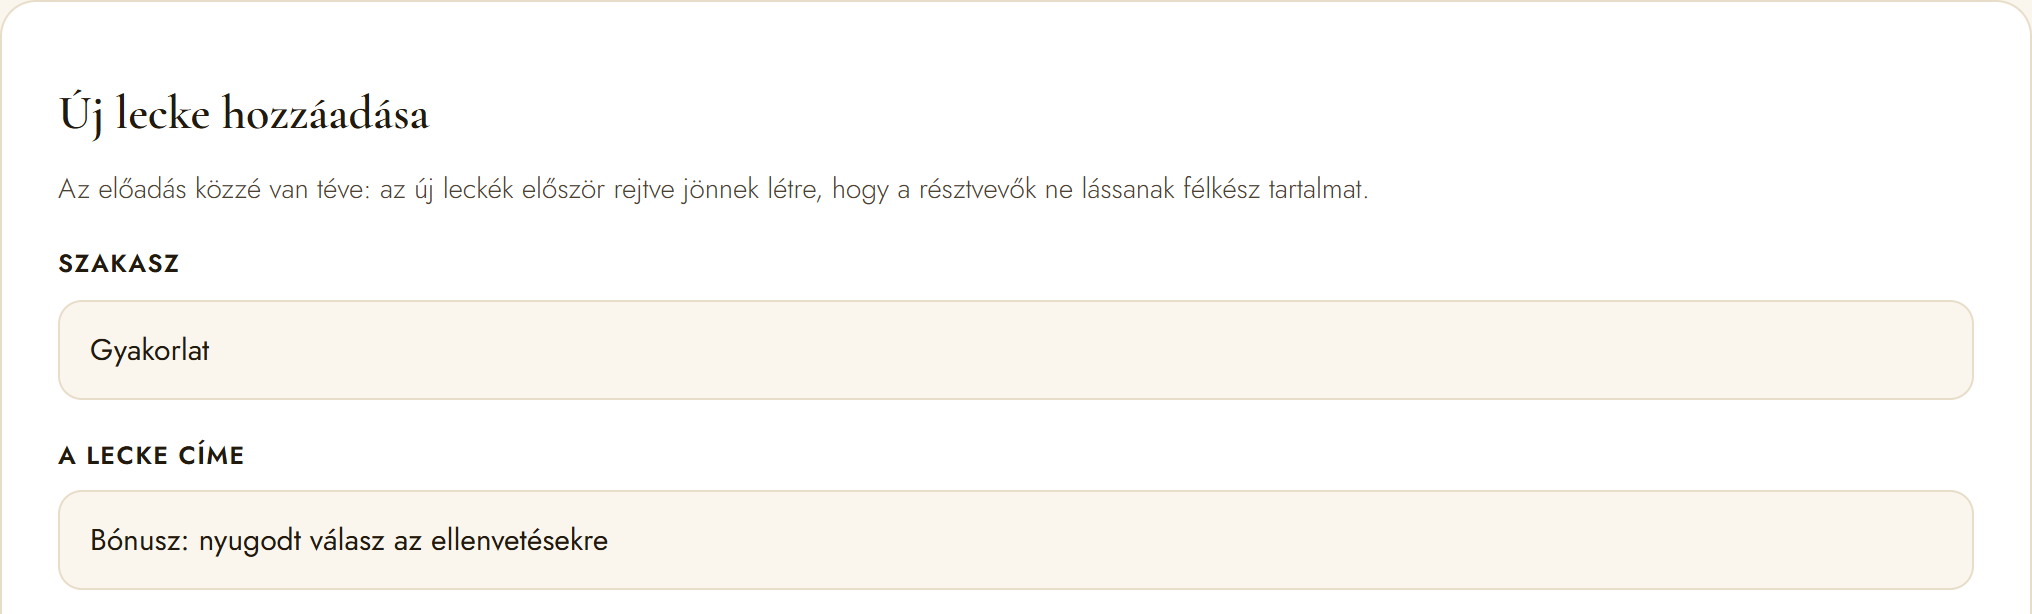 Új lecke hozzáadása
Az előadás közzé van téve: az új leckék először rejtve jönnek létre, hogy a résztvevők ne lássanak félkész tartalmat.
SZAKASZ
Gyakorlat
A LECKE CÍME
Bónusz: nyugodt válasz az ellenvetésekre